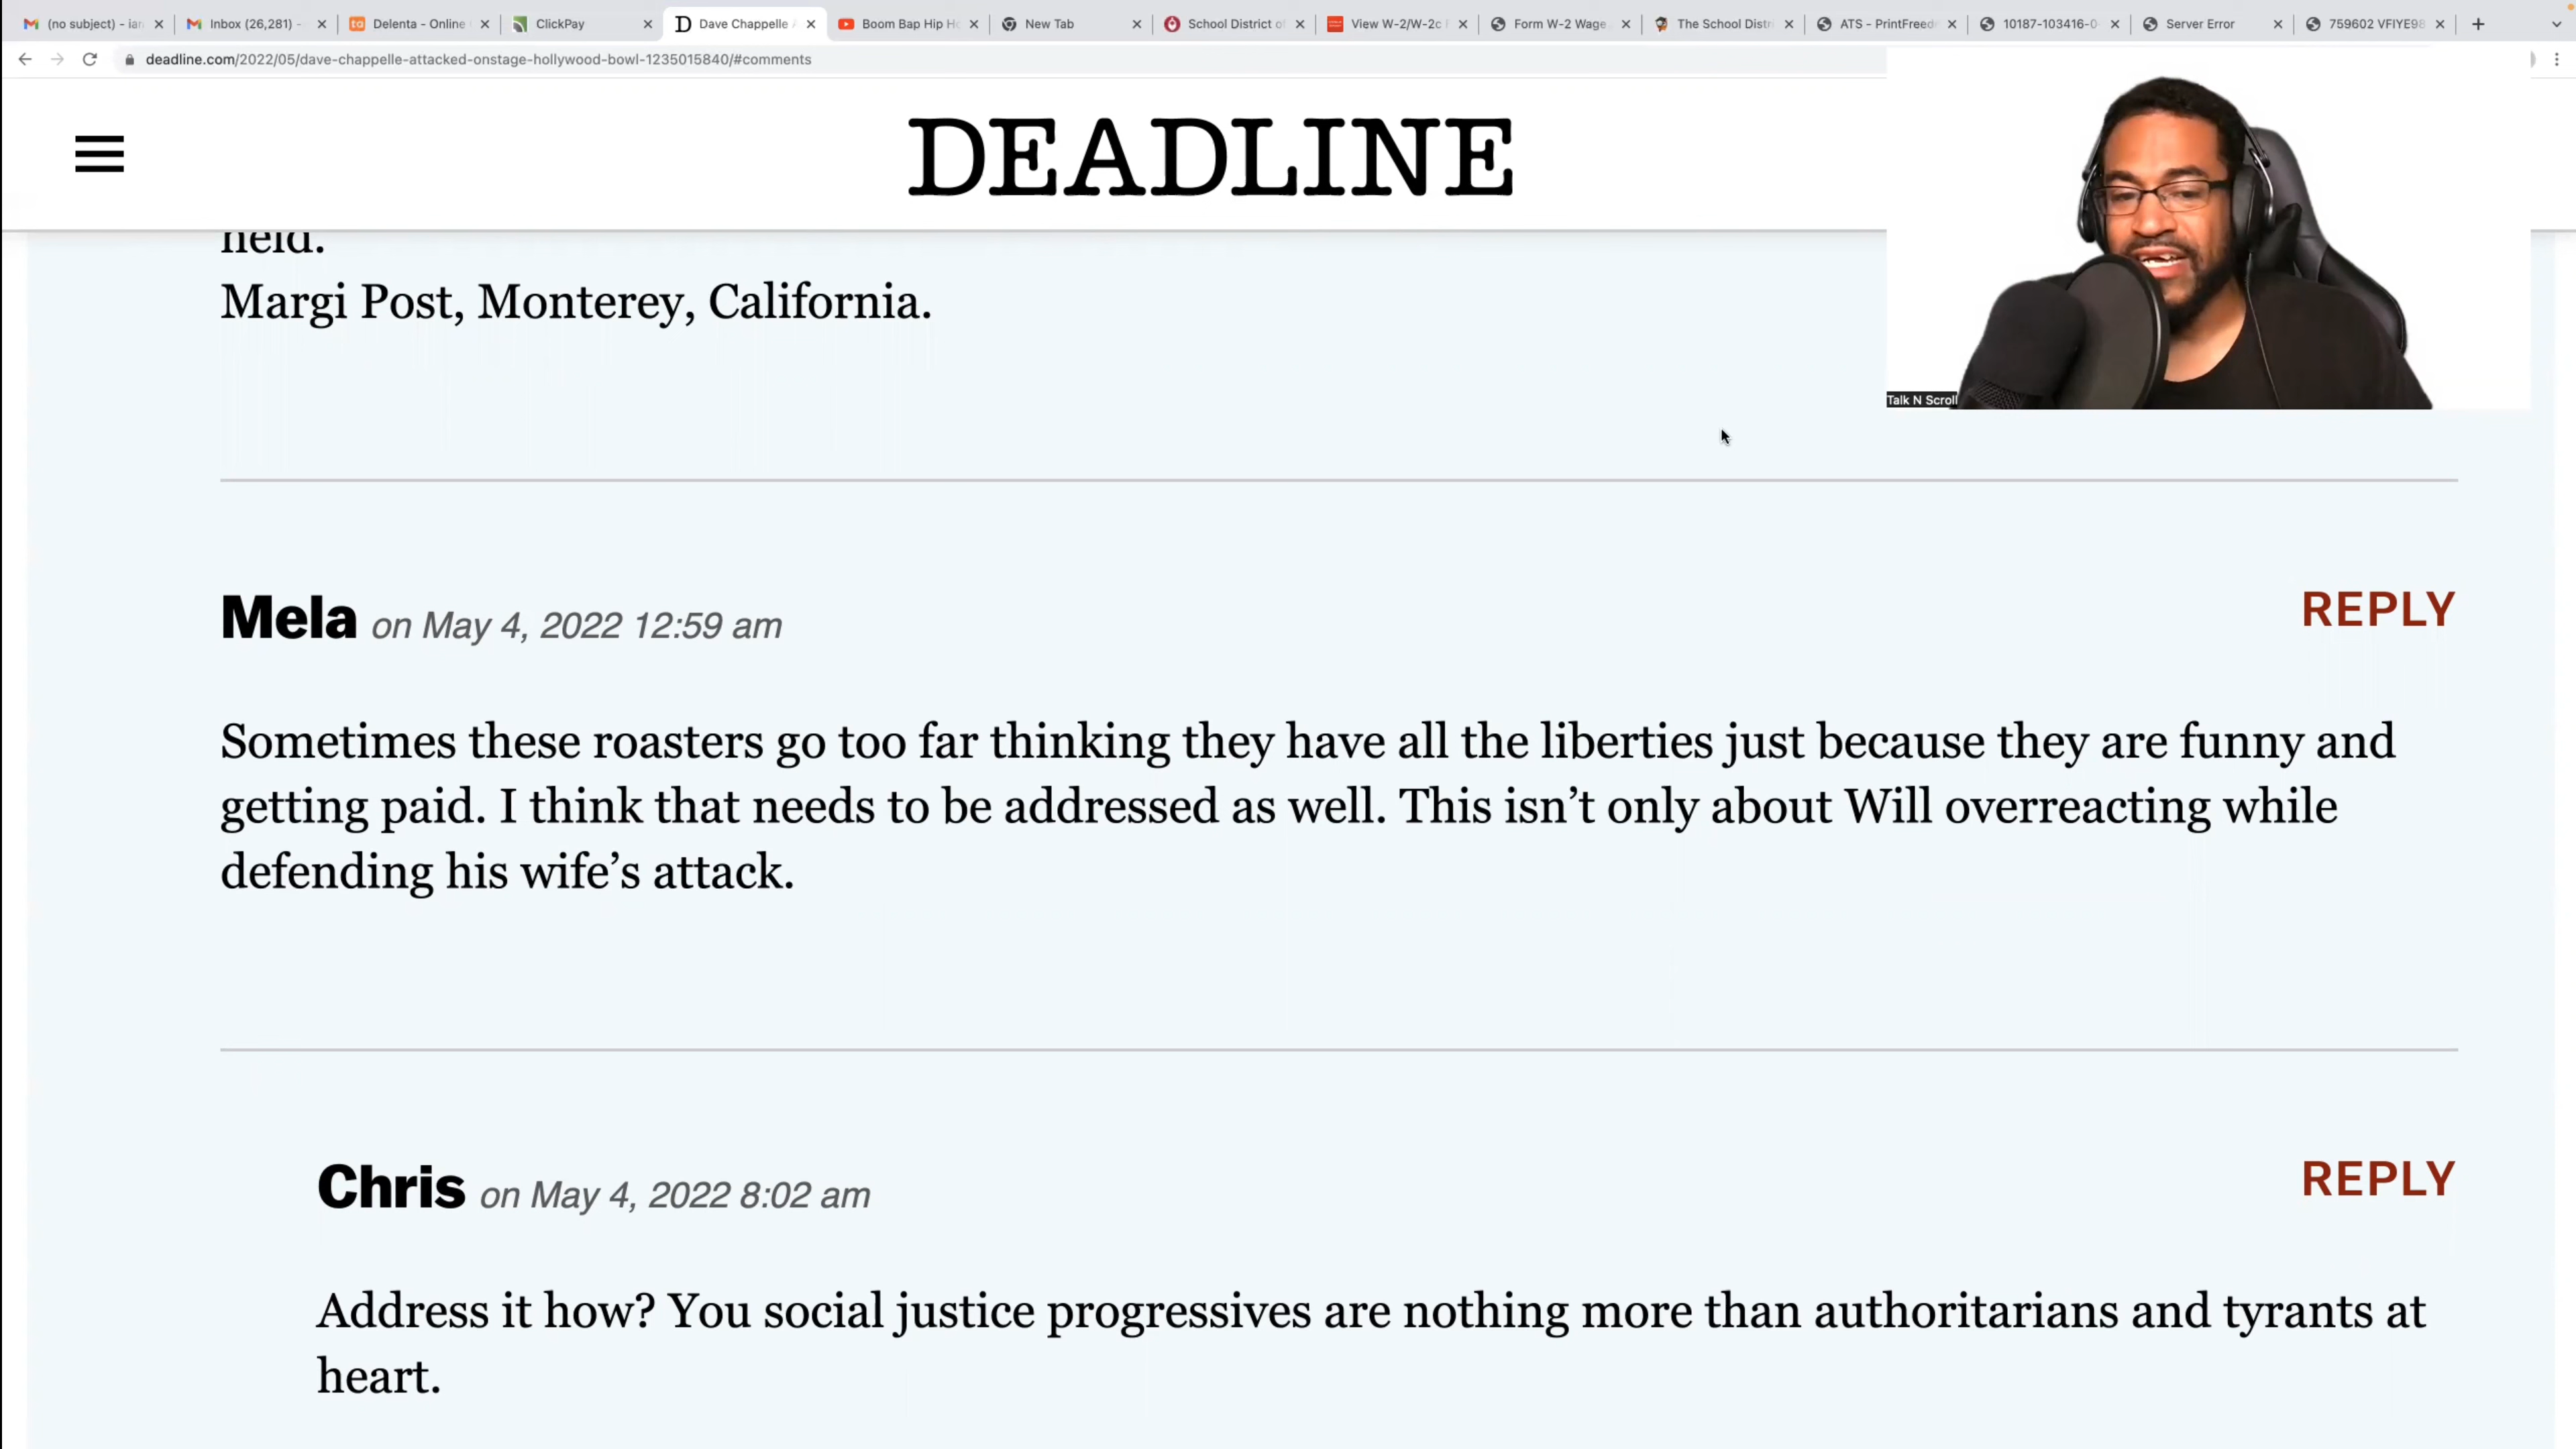 (no subject) - ian
Inbox (26,281) -
Delenta - Online
ClickPay
Dave Chappelle
Boom Bap Hip Ho
New Tab
School District of
View W-2/W-2c
Form W-2 Wage
The School Distri
ATS - PrintFreed
10187-103416-0
Server Error
759602 VFIYE98
deadline.com/2022/05/dave-chappelle-attacked-onstage-hollywood-bowl-1235015840/#comments
DEADLINE
Talk N Scroll
held.
Margi Post, Monterey, California.
Mela on May 4, 2022 12:59 am
REPLY
Sometimes these roasters go too far thinking they have all the liberties just because they are funny and
getting paid. I think that needs to be addressed as well. This isn’t only about Will overreacting while
defending his wife’s attack.
Chris on May 4, 2022 8:02 am
REPLY
Address it how? You social justice progressives are nothing more than authoritarians and tyrants at
heart.